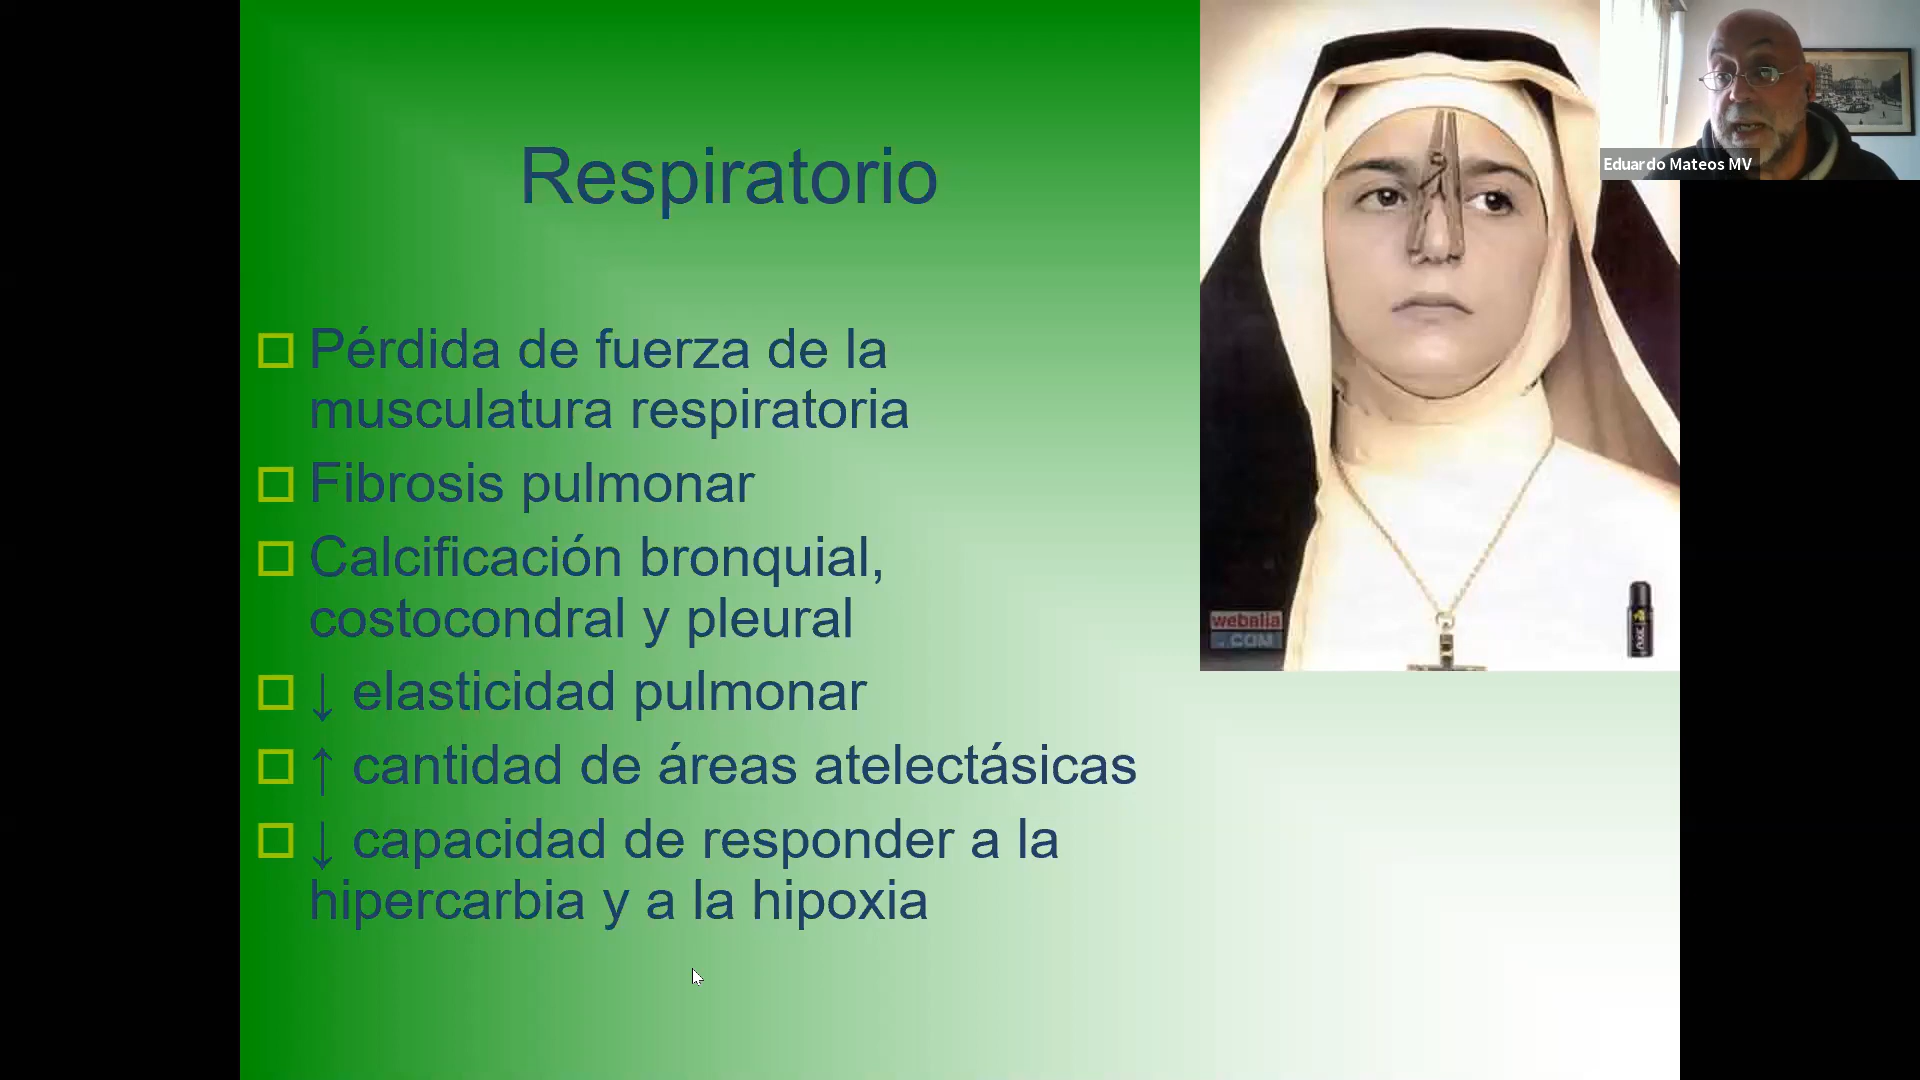 Respiratorio
Pérdida de fuerza de la
musculatura respiratoria
Fibrosis pulmonar
Calcificación bronquial,
costocondral y pleural
↓ elasticidad pulmonar
↑ cantidad de áreas atelectásicas
↓ capacidad de responder a la
hipercarbia y a la hipoxia
Eduardo Mateos MV
webalia
.COM